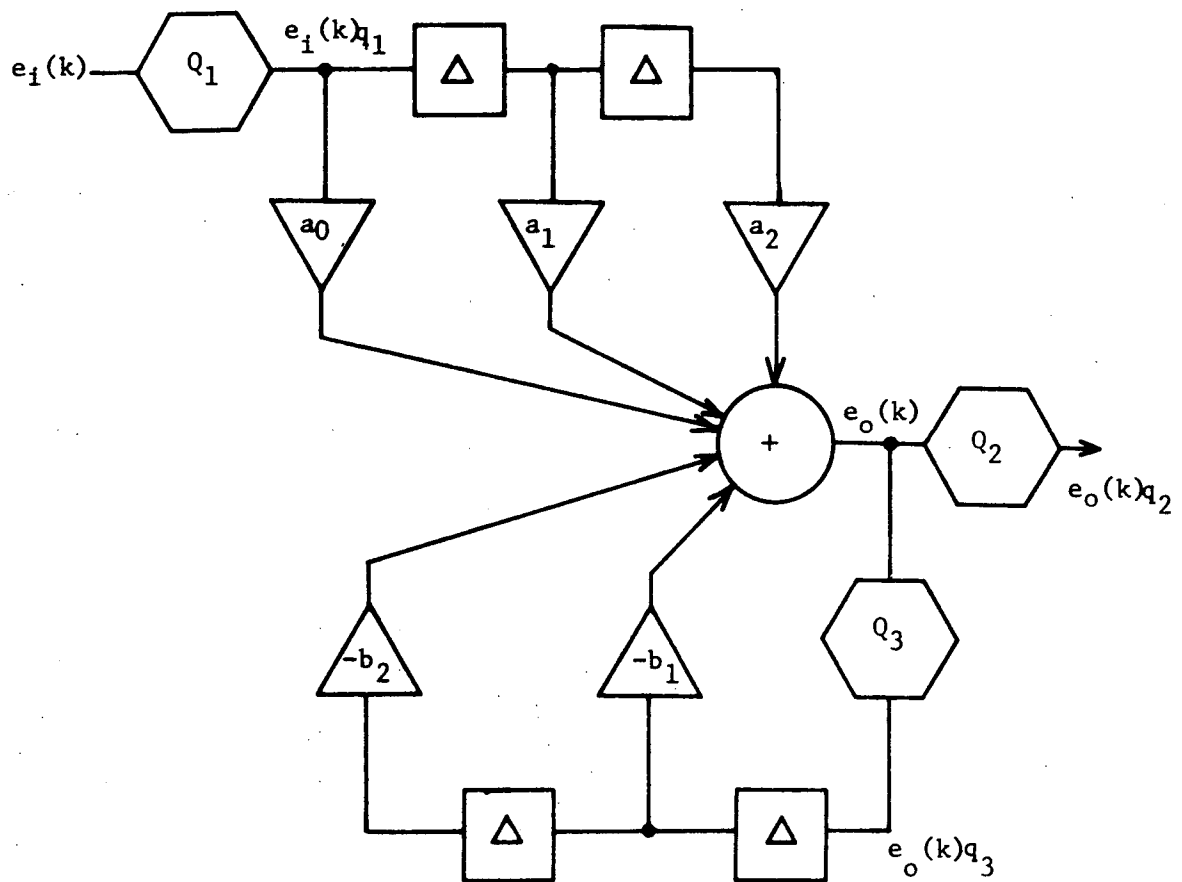 e_i(k)
Q_1
e_i(k)q_1
Δ
Δ
a_0
a_1
a_2
+
e_o(k)
Q_2
e_o(k)q_2
Q_3
-b_2
-b_1
Δ
Δ
e_o(k)q_3